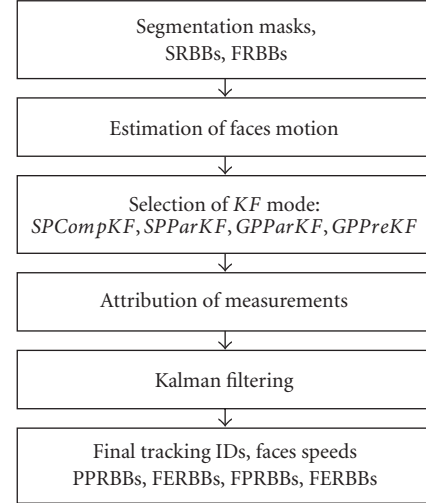 Segmentation masks,
SRBBs, FRBBs
Estimation of faces motion
Selection of KF mode:
SPCompKF, SPParKF, GPParKF, GPPreKF
Attribution of measurements
Kalman filtering
Final tracking IDs, faces speeds
PPRBBs, FERBBs, FPRBBs, FERBBs